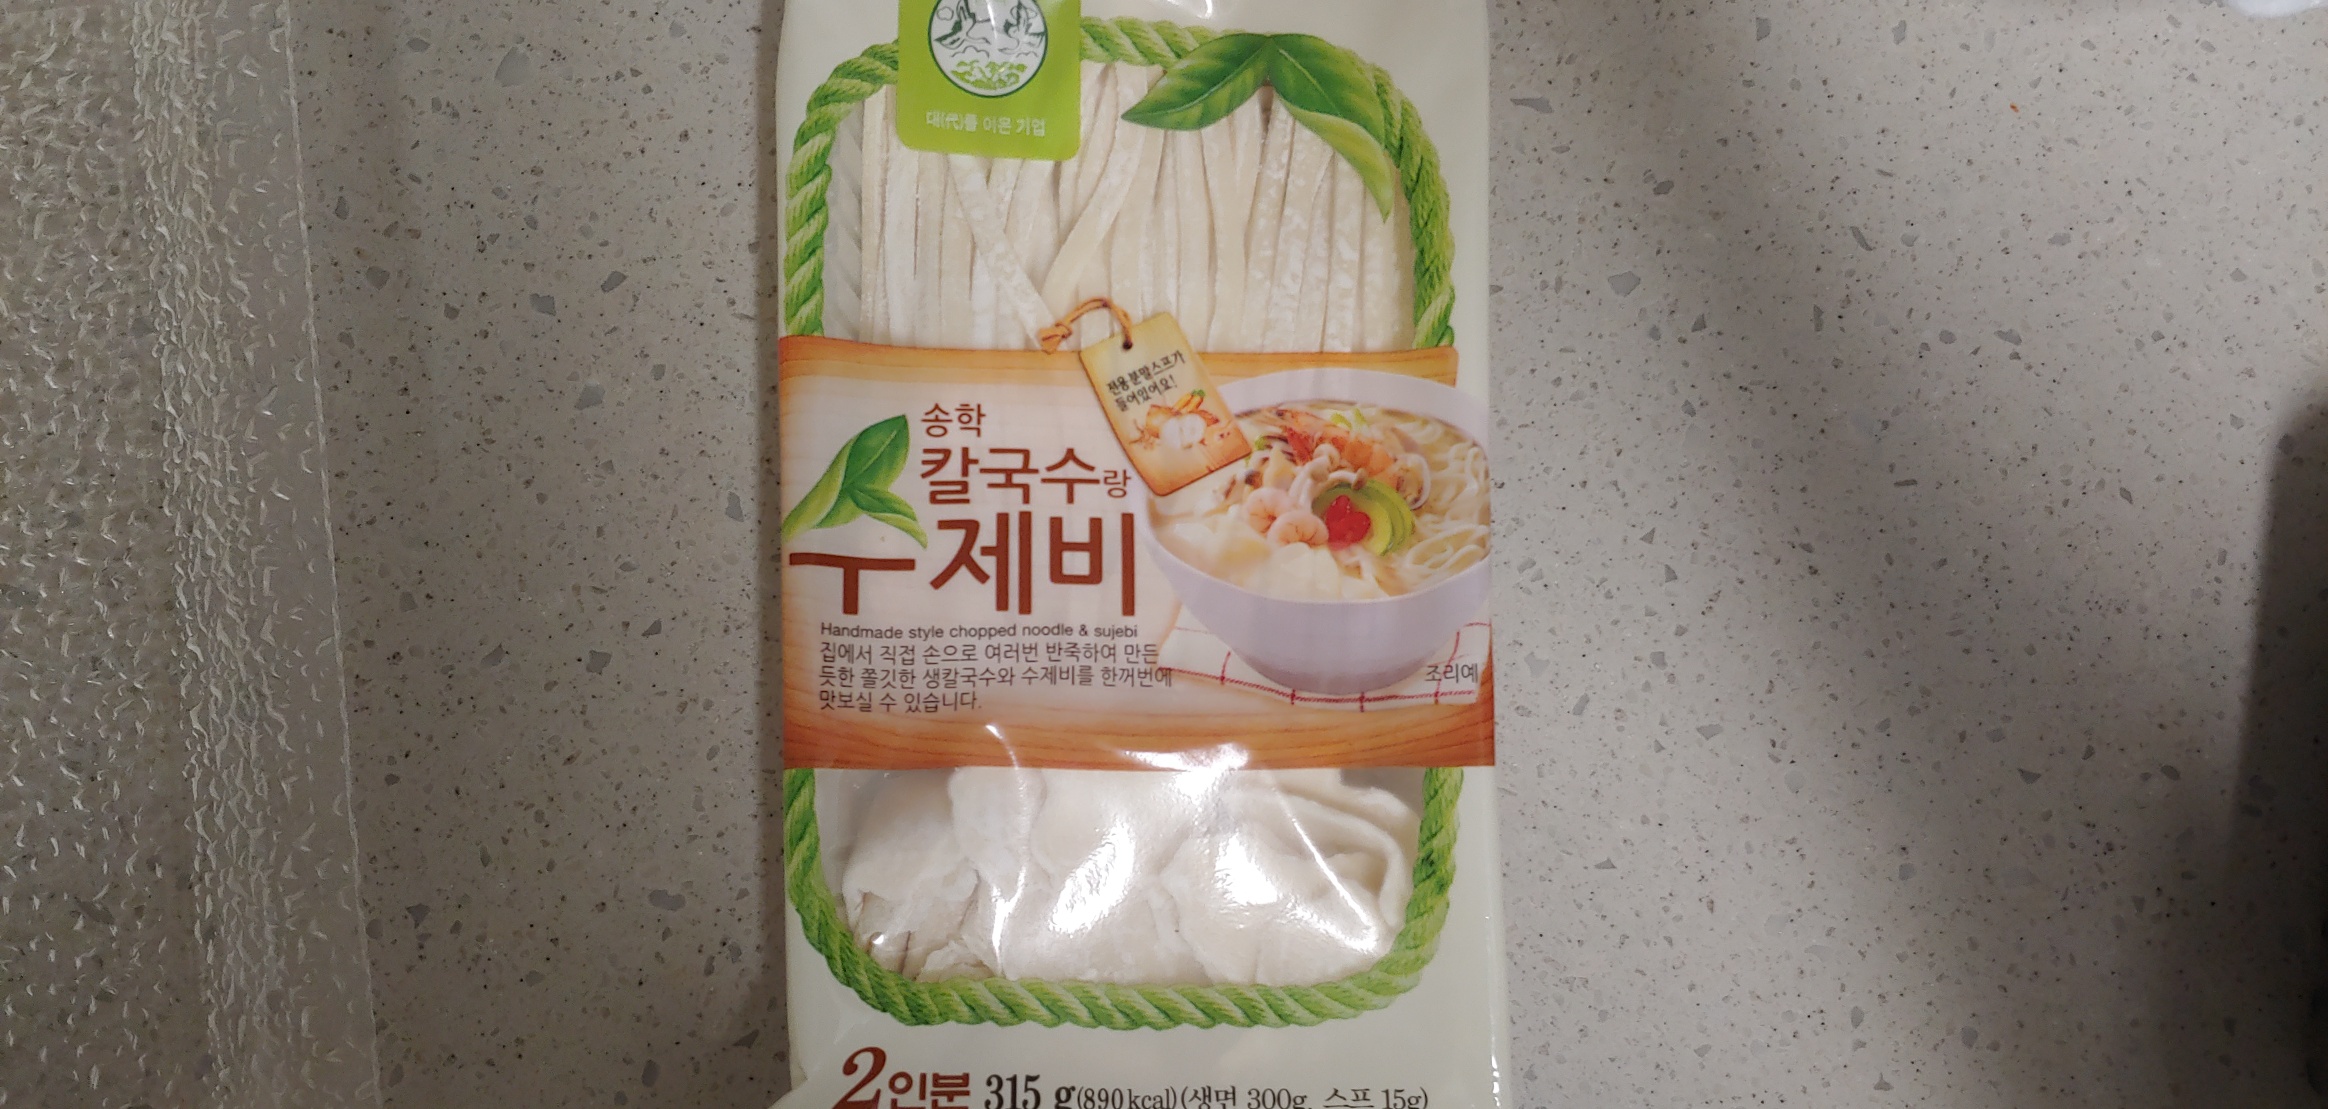 대(代)를 이은 기업
전용분말스프가
들어있어요!
송학
칼국수랑
수제비
Handmade style chopped noodle & sujebi
집에서 직접 손으로 여러번 반죽하여 만든
듯한 쫄깃한 생칼국수와 수제비를 한꺼번에
맛보실 수 있습니다.
조리예
2인분 315 g(890kcal)(생면 300g, 스프 15g)